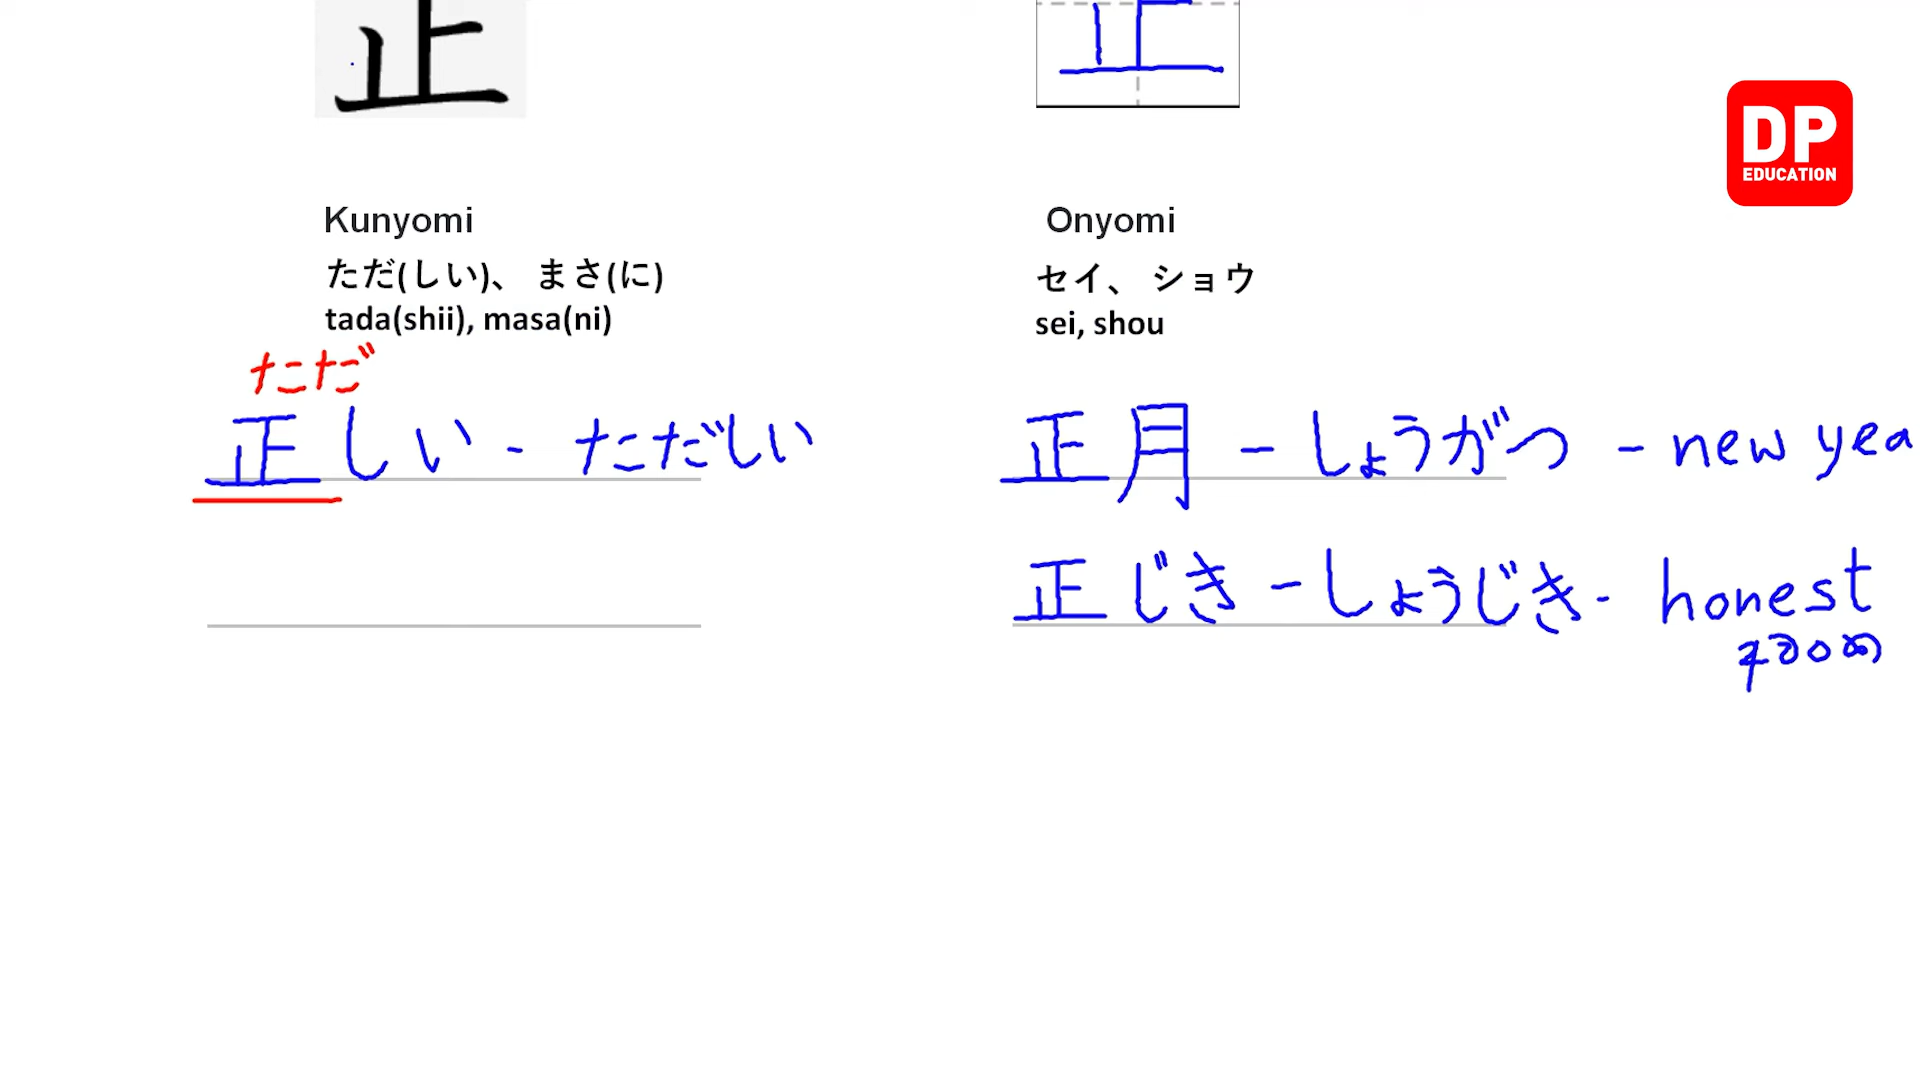 正
正
DP
EDUCATION
Kunyomi
ただ(しい)、 まさ(に)
tada(shii), masa(ni)
ただ
正しい - ただしい
Onyomi
セイ、 ショウ
sei, shou
正月 - しょうがつ - new yea
正じき - しょうじき - honest